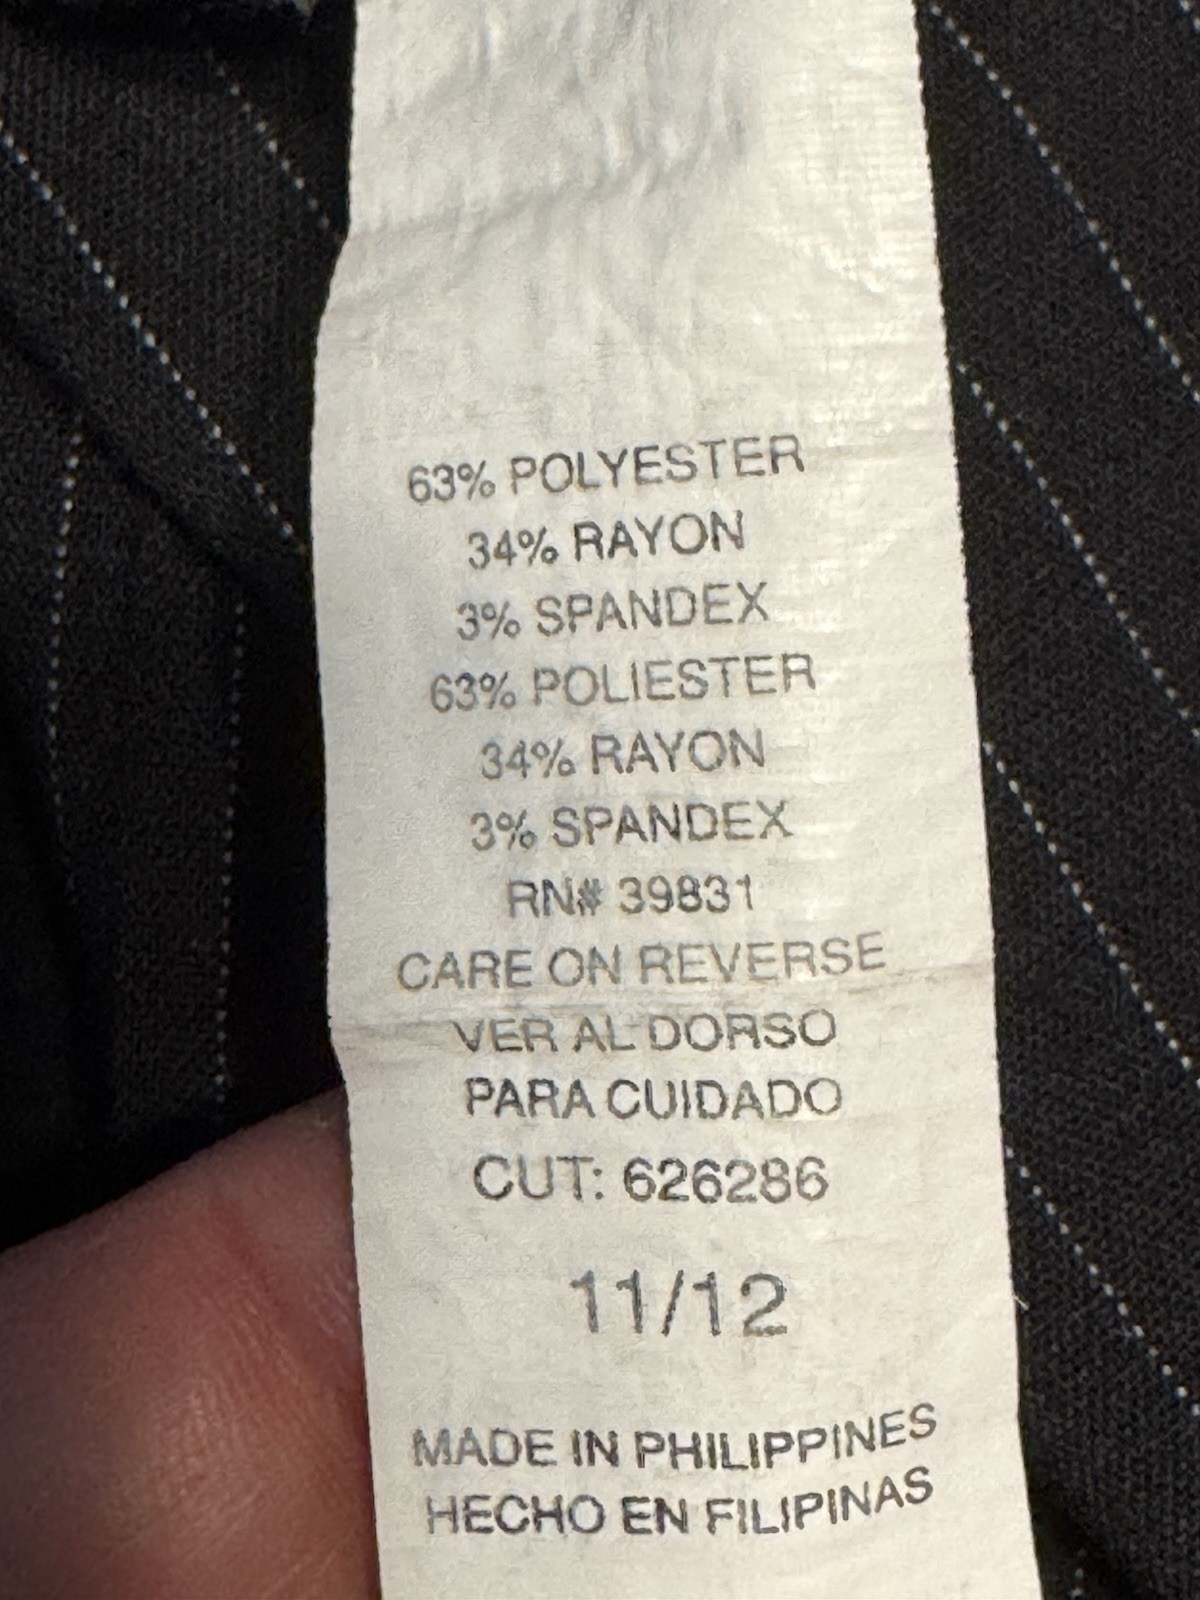 63% POLYESTER
34% RAYON
3% SPANDEX
63% POLIESTER
34% RAYON
3% SPANDEX
RN# 39831
CARE ON REVERSE
VER AL DORSO
PARA CUIDADO
CUT: 626286
11/12
MADE IN PHILIPPINES
HECHO EN FILIPINAS